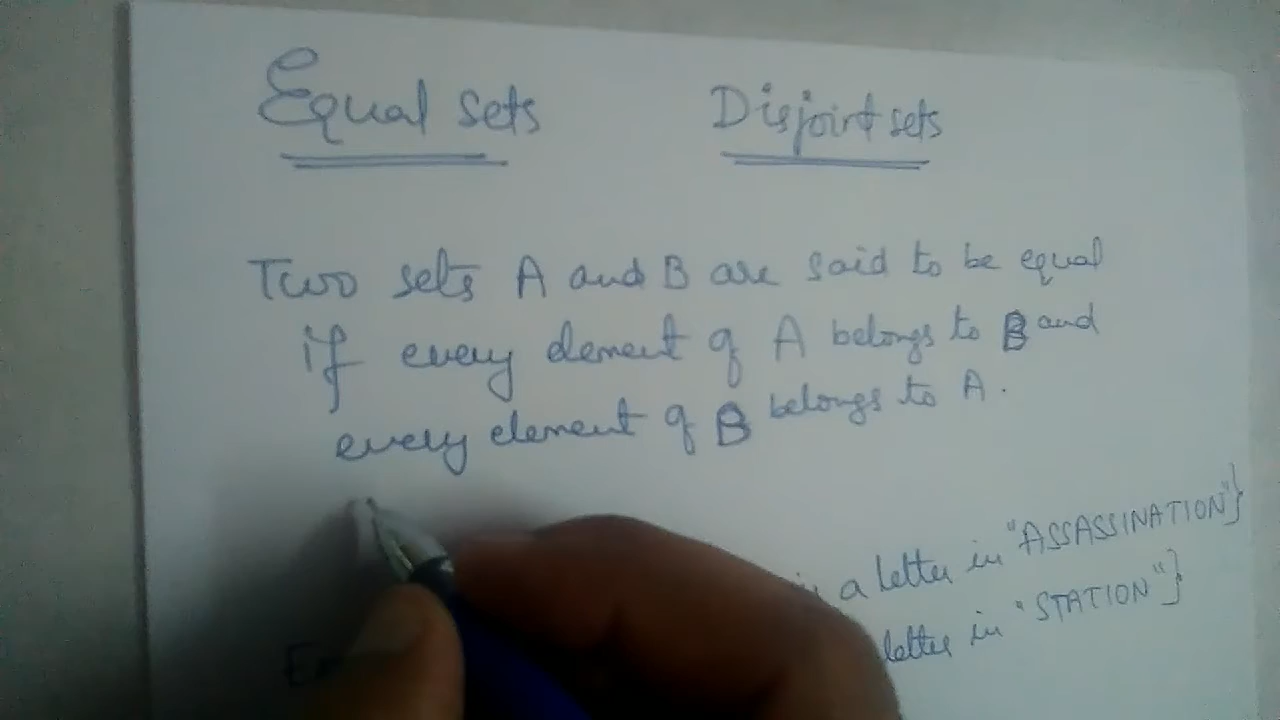 Equal sets
Disjoint sets
Two sets A and B are said to be equal
if every element of A belongs to B and
every element of B belongs to A.
a letter in "ASSASSINATION"}
letter in "STATION"}